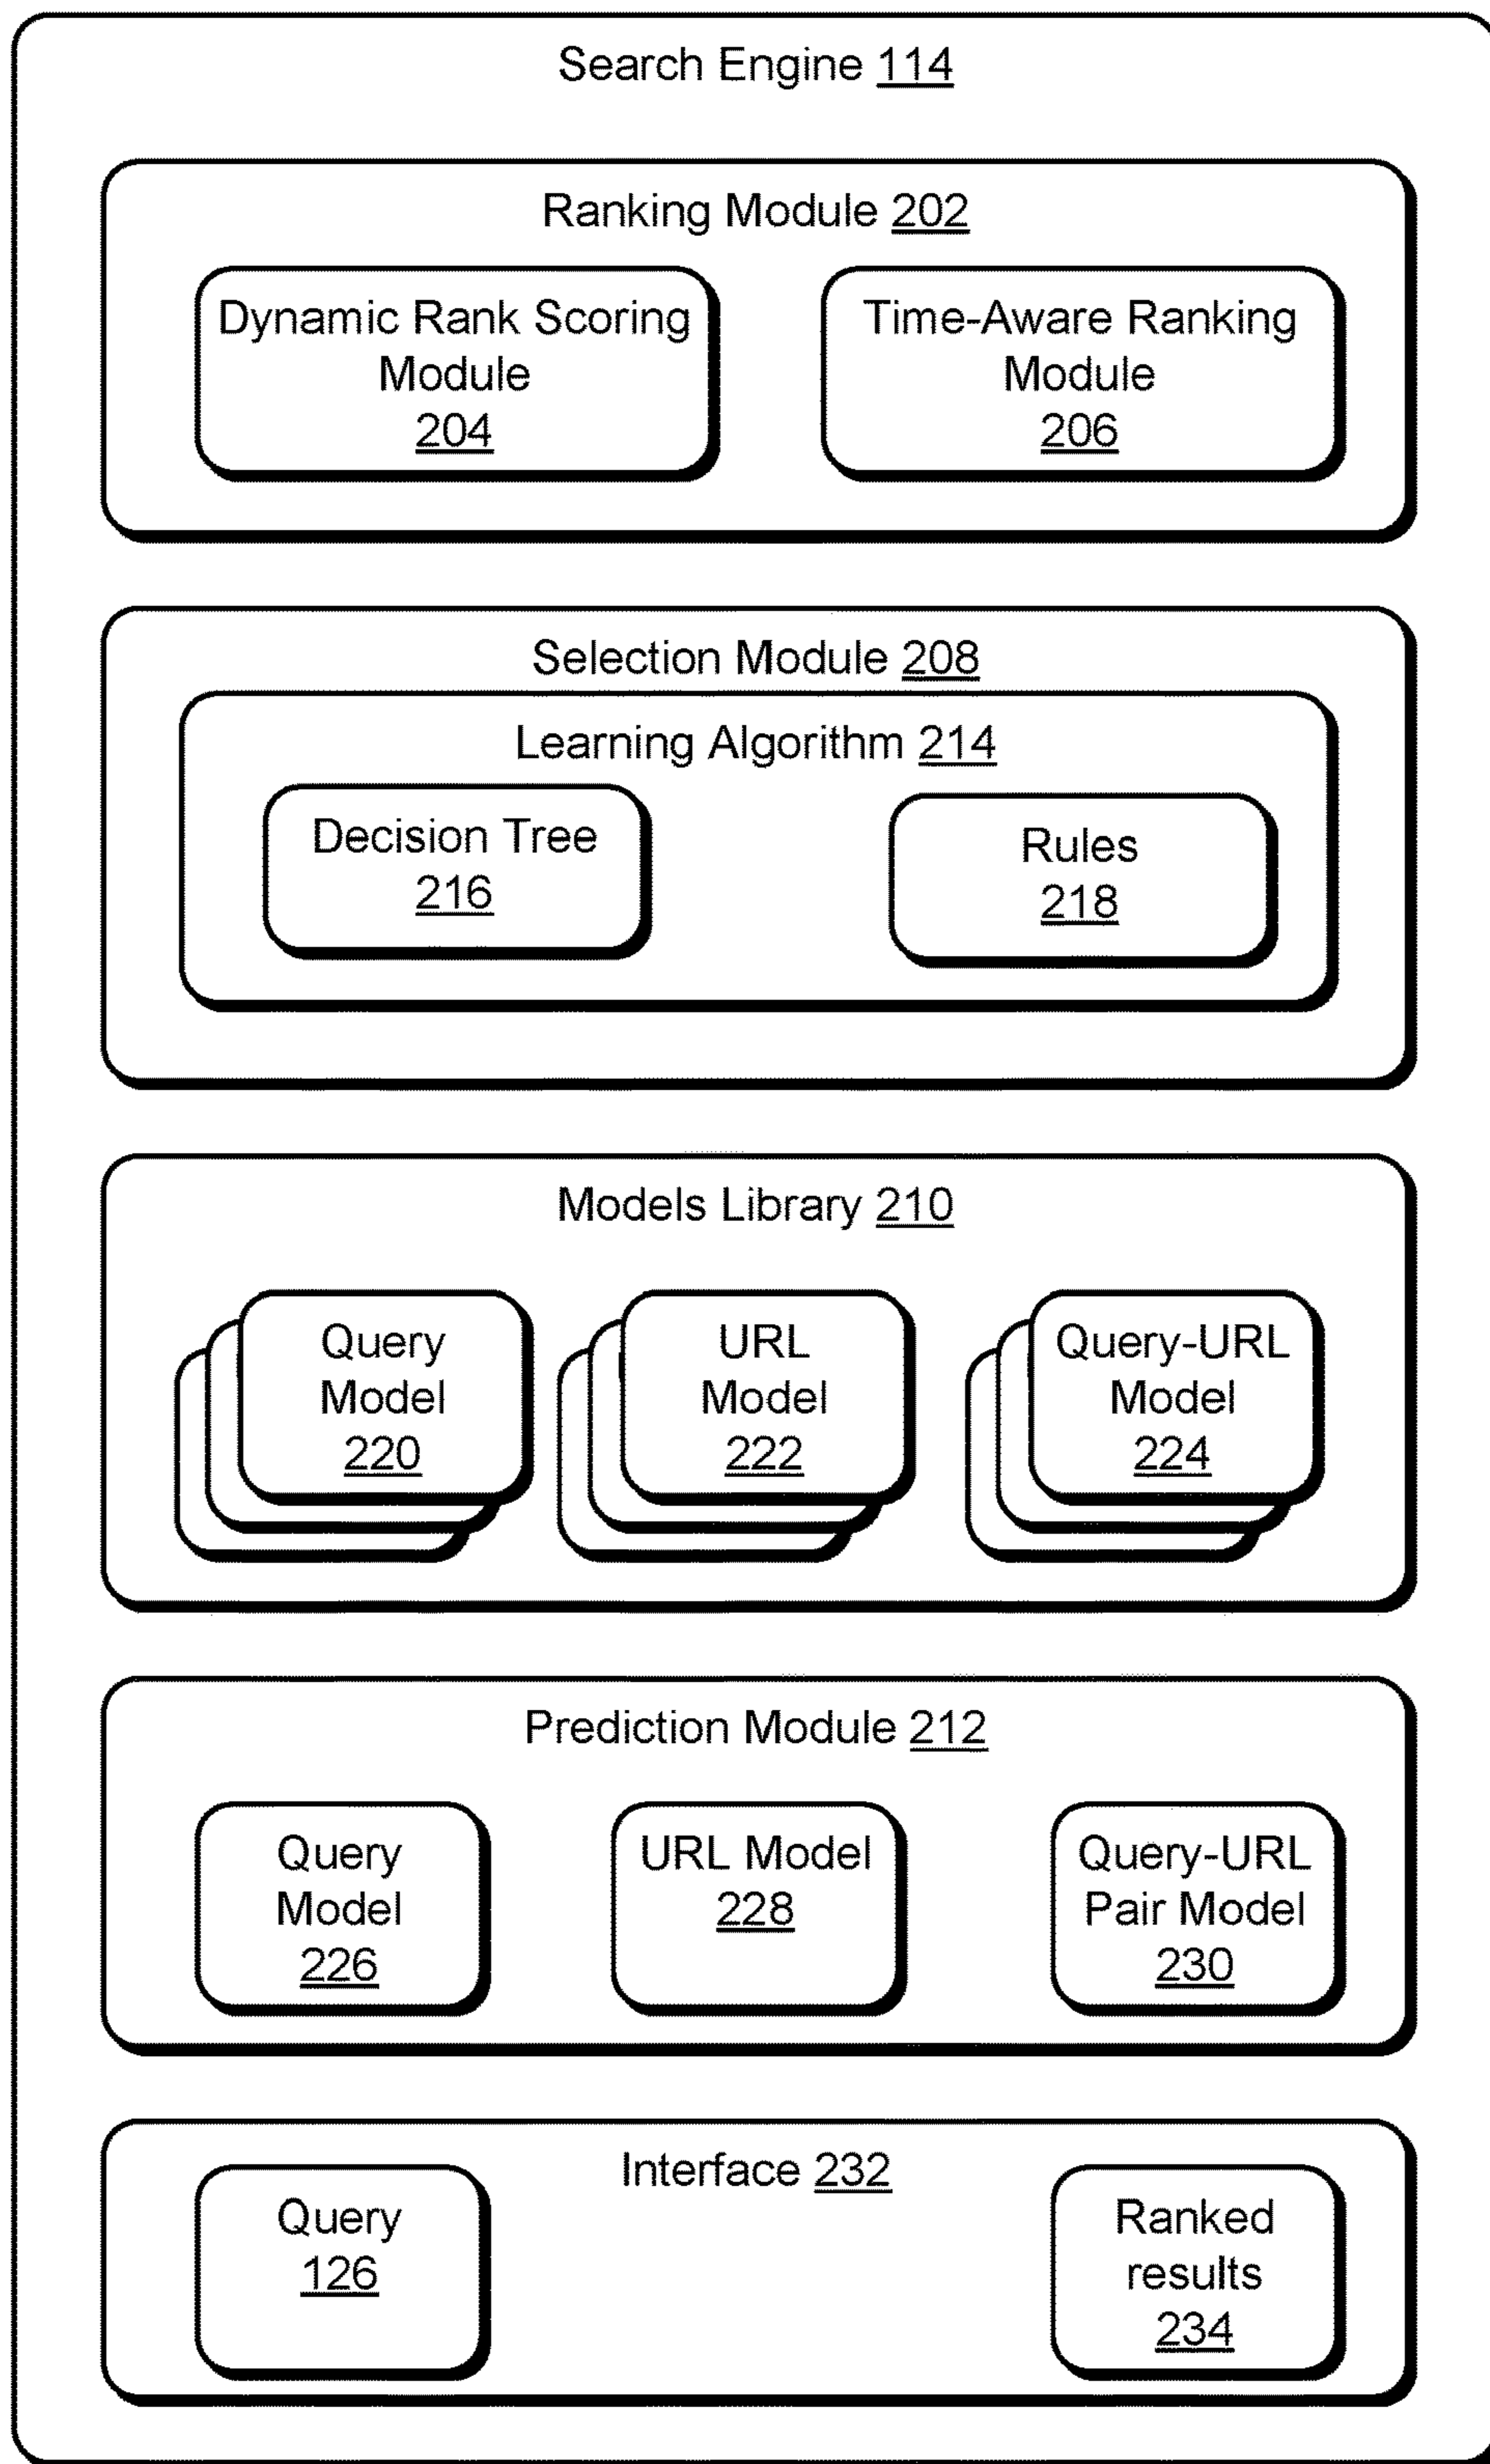 Search Engine 114
Ranking Module 202
Dynamic Rank Scoring
Module
204
Time-Aware Ranking
Module
206
Selection Module 208
Learning Algorithm 214
Decision Tree
216
Rules
218
Models Library 210
Query
Model
220
URL
Model
222
Query-URL
Model
224
Prediction Module 212
Query
Model
226
URL Model
228
Query-URL
Pair Model
230
Interface 232
Query
126
Ranked
results
234